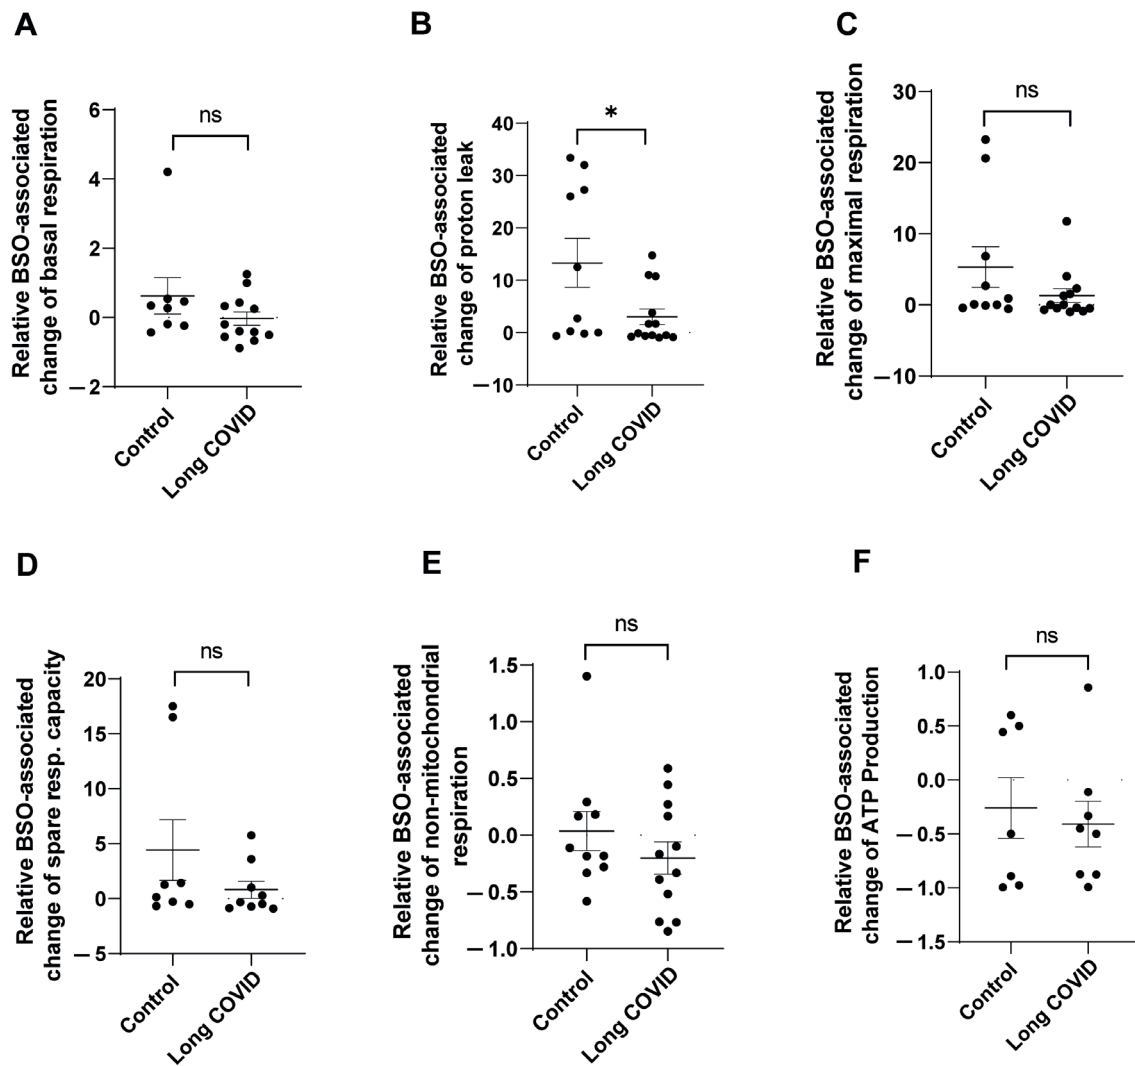 A
Relative BSO-associated
change of basal respiration
6
4
2
0
−2
ns
Control
Long COVID
B
Relative BSO-associated
change of proton leak
40
30
20
10
0
−10
*
Control
Long COVID
C
Relative BSO-associated
change of maximal respiration
30
20
10
0
−10
ns
Control
Long COVID
D
Relative BSO-associated
change of spare resp. capacity
20
15
10
5
0
−5
ns
Control
Long COVID
E
Relative BSO-associated
change of non-mitochondrial
respiration
1.5
1.0
0.5
0.0
−0.5
−1.0
ns
Control
Long COVID
F
Relative BSO-associated
change of ATP Production
1.0
0.5
0.0
−0.5
−1.0
−1.5
ns
Control
Long COVID